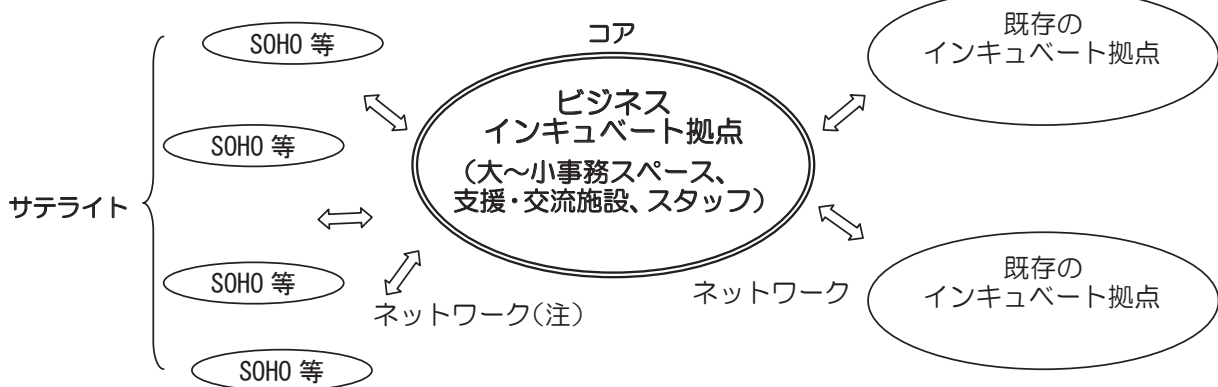 コア
SOHO 等
SOHO 等
サテライト
SOHO 等
SOHO 等
ビジネス
インキュベート拠点
（大～小事務スペース、
支援・交流施設、スタッフ）
ネットワーク（注）
ネットワーク
既存の
インキュベート拠点
既存の
インキュベート拠点